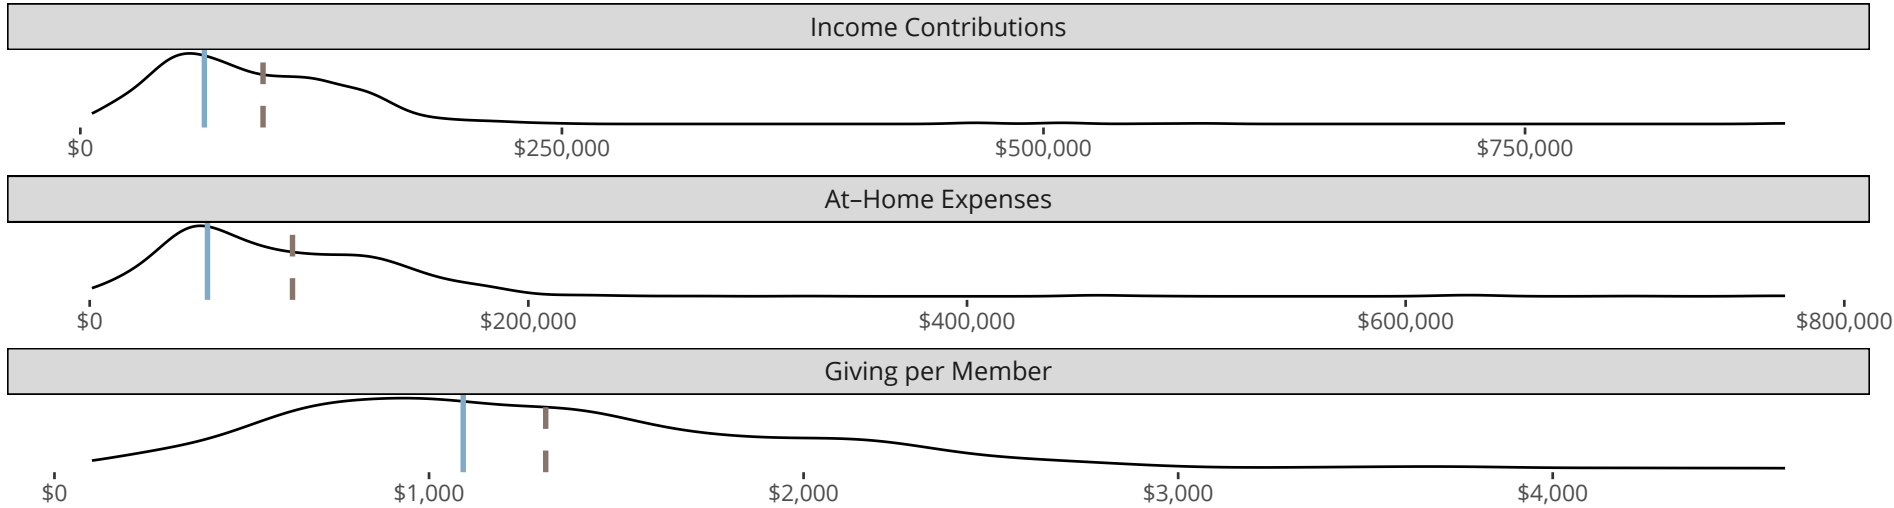 Income Contributions
$0 $250,000 $500,000 $750,000
At–Home Expenses
$0 $200,000 $400,000 $600,000 $800,000
Giving per Member
$0 $1,000 $2,000 $3,000 $4,000